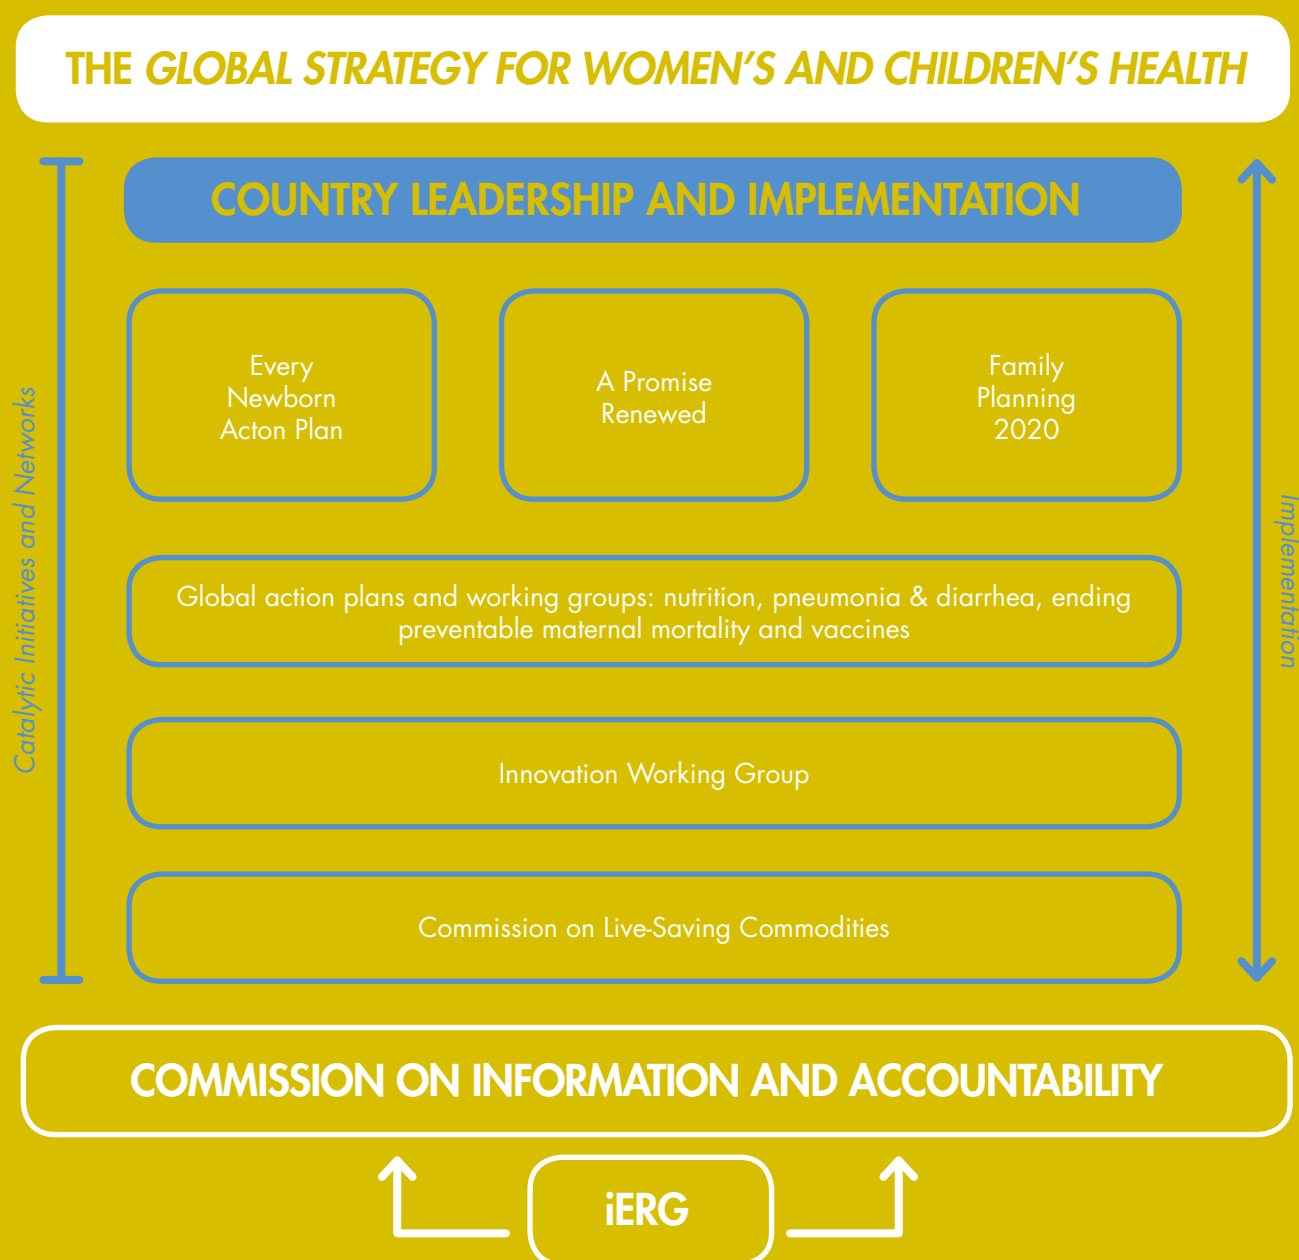 THE GLOBAL STRATEGY FOR WOMEN’S AND CHILDREN’S HEALTH
COUNTRY LEADERSHIP AND IMPLEMENTATION
Every
Newborn
Acton Plan
A Promise
Renewed
Family
Planning
2020
Catalytic Initiatives and Networks
Implementation
Global action plans and working groups: nutrition, pneumonia & diarrhea, ending
preventable maternal mortality and vaccines
Innovation Working Group
Commission on Live-Saving Commodities
COMMISSION ON INFORMATION AND ACCOUNTABILITY
iERG